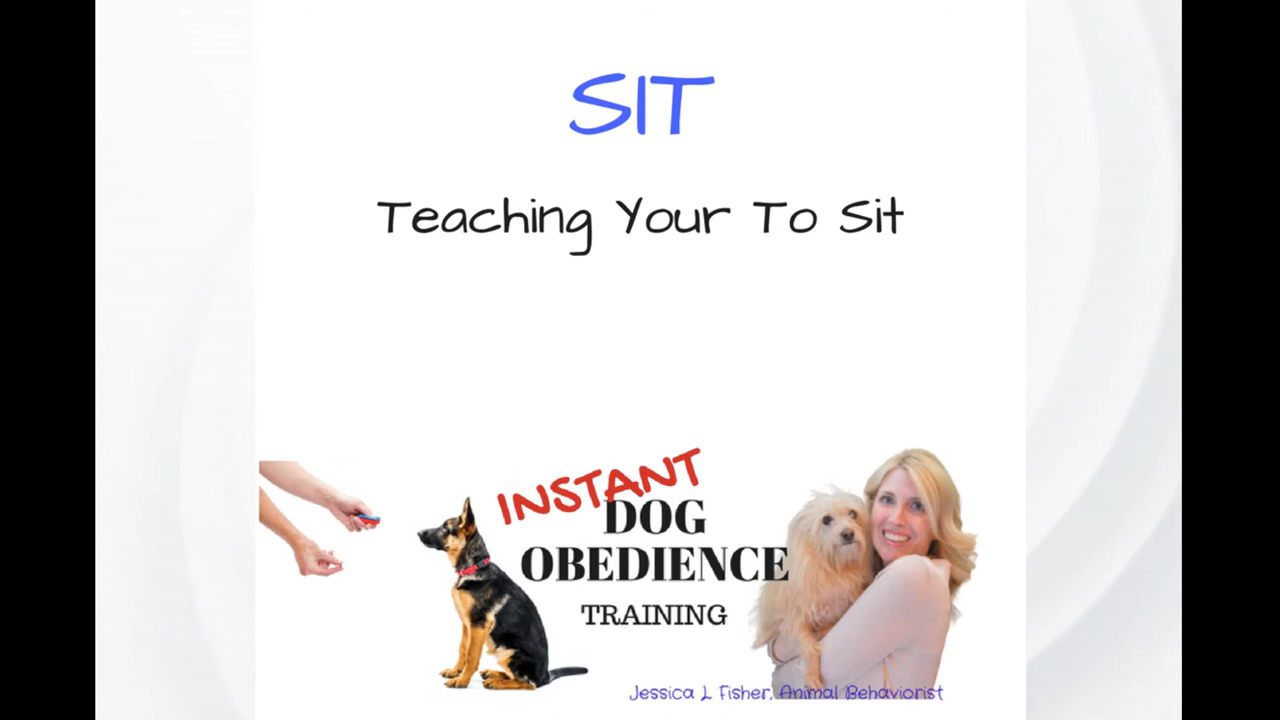 SIT
Teaching Your To Sit
INSTANT
DOG
OBEDIENCE
TRAINING
Jessica L Fisher, Animal Behaviorist